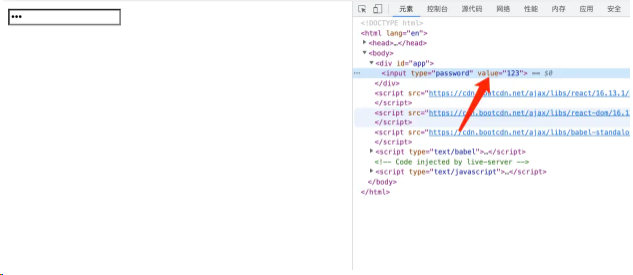 •••
元素 控制台 源代码 网络 性能 内存 应用 安全
<!DOCTYPE html>
<html lang="en">
<head>…</head>
<body>
<div id="app">
<input type="password" value="123"> == $0
</div>
<script src="https://cdn.bootcdn.net/ajax/libs/react/16.13.1/
</script>
<script src="https://cdn.bootcdn.net/ajax/libs/react-dom/16.1
</script>
<script src="https://cdn.bootcdn.net/ajax/libs/babel-standalo
</script>
<script type="text/babel">…</script>
<!-- Code injected by live-server -->
<script type="text/javascript">…</script>
</body>
</html>